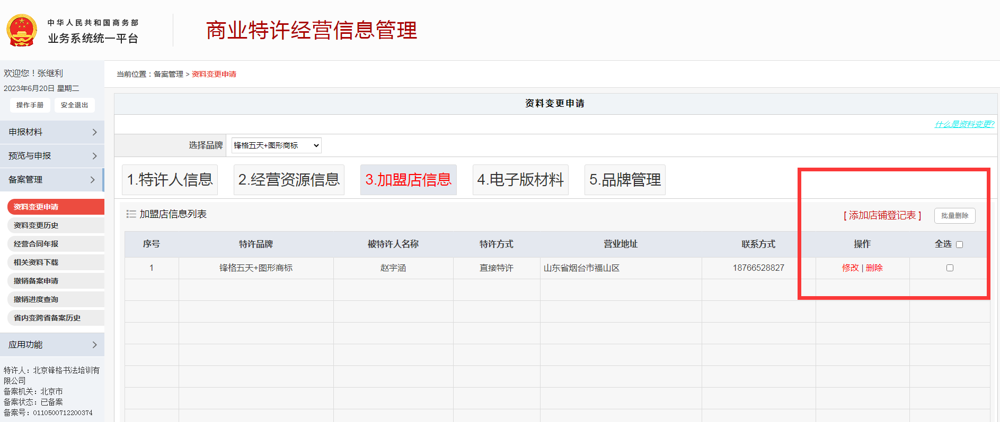 中华人民共和国商务部
业务系统统一平台
商业特许经营信息管理
欢迎您！张继利
2023年6月20日 星期二
操作手册 安全退出
申报材料
预览与申报
备案管理
资料变更申请
资料变更历史
经营合同年报
相关资料下载
撤销备案申请
撤销进度查询
省内变跨省备案历史
应用功能
特许人：北京锋格书法培训有
限公司
备案机关：北京市
备案状态：已备案
备案号：0110500712200374
当前位置：备案管理 > 资料变更申请
资料变更申请
什么是资料变更?
选择品牌 锋格五天+图形商标
1.特许人信息 2.经营资源信息 3.加盟店信息 4.电子版材料 5.品牌管理
加盟店信息列表 [ 添加店铺登记表 ] 批量删除
序号 特许品牌 被特许人名称 特许方式 营业地址 联系方式 操作 全选
1 锋格五天+图形商标 赵宇涵 直接特许 山东省烟台市福山区 18766528827 修改 | 删除